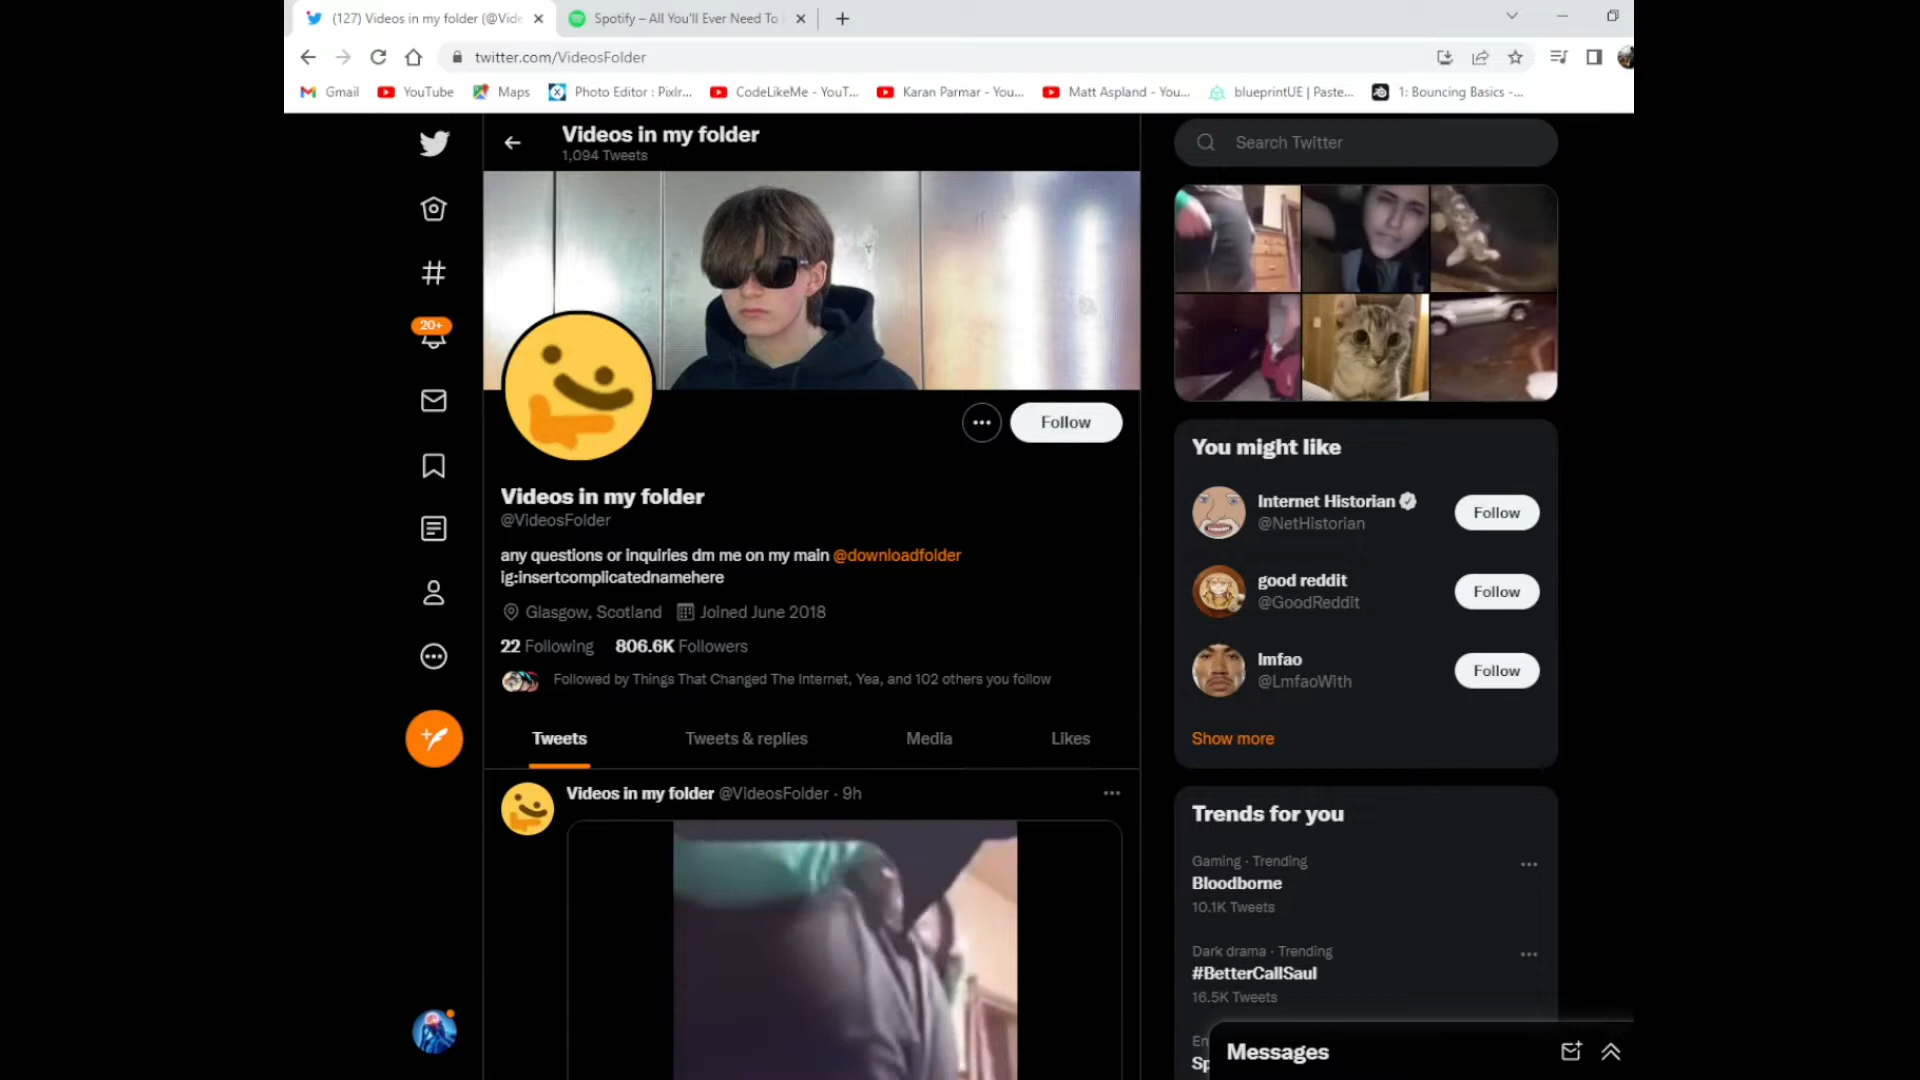 (127) Videos in my folder (@Vide
Spotify – All You'll Ever Need To
twitter.com/VideosFolder
Gmail
YouTube
Maps
Photo Editor : Pixlr...
CodeLikeMe - YouT...
Karan Parmar - You...
Matt Aspland - You...
blueprintUE | Paste...
1: Bouncing Basics -...
Videos in my folder
1,094 Tweets
Search Twitter
20+
Follow
Videos in my folder
@VideosFolder
any questions or inquiries dm me on my main @downloadfolder
ig:insertcomplicatednamehere
Glasgow, Scotland
Joined June 2018
22 Following
806.6K Followers
Followed by Things That Changed The Internet, Yea, and 102 others you follow
Tweets
Tweets & replies
Media
Likes
Videos in my folder @VideosFolder · 9h
You might like
Internet Historian
@NetHistorian
Follow
good reddit
@GoodReddit
Follow
lmfao
@LmfaoWith
Follow
Show more
Trends for you
Gaming · Trending
Bloodborne
10.1K Tweets
Dark drama · Trending
#BetterCallSaul
16.5K Tweets
En
Sp
Messages